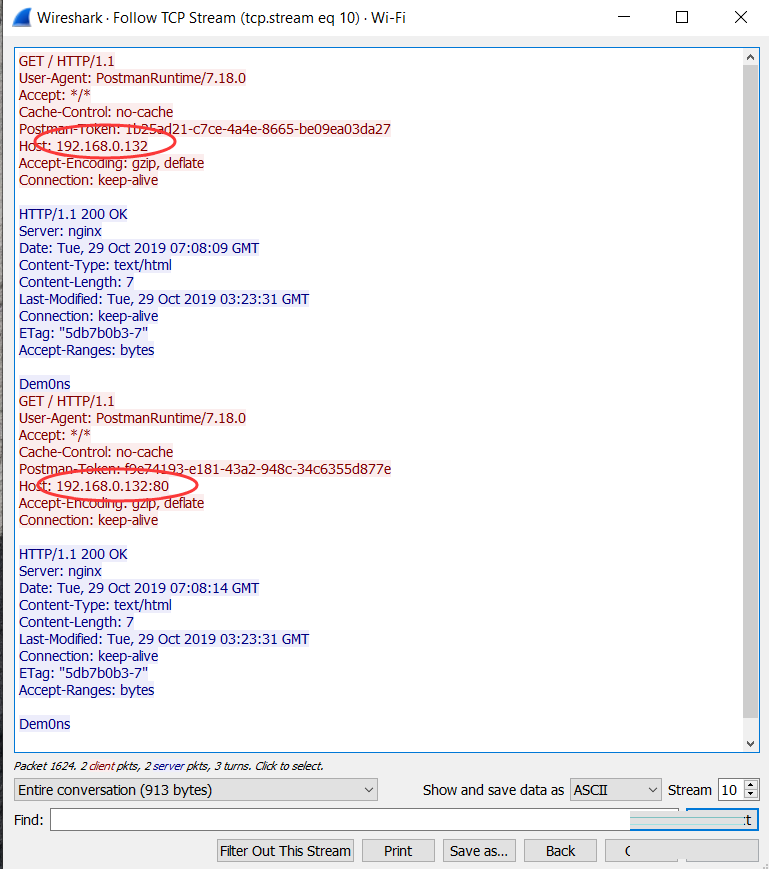 Wireshark · Follow TCP Stream (tcp.stream eq 10) · Wi-Fi
GET / HTTP/1.1
User-Agent: PostmanRuntime/7.18.0
Accept: */*
Cache-Control: no-cache
Postman-Token: 1b25ad21-c7ce-4a4e-8665-be09ea03da27
Host: 192.168.0.132
Accept-Encoding: gzip, deflate
Connection: keep-alive
HTTP/1.1 200 OK
Server: nginx
Date: Tue, 29 Oct 2019 07:08:09 GMT
Content-Type: text/html
Content-Length: 7
Last-Modified: Tue, 29 Oct 2019 03:23:31 GMT
Connection: keep-alive
ETag: "5db7b0b3-7"
Accept-Ranges: bytes
Dem0ns
GET / HTTP/1.1
User-Agent: PostmanRuntime/7.18.0
Accept: */*
Cache-Control: no-cache
Postman-Token: f9e74193-e181-43a2-948c-34c6355d877e
Host: 192.168.0.132:80
Accept-Encoding: gzip, deflate
Connection: keep-alive
HTTP/1.1 200 OK
Server: nginx
Date: Tue, 29 Oct 2019 07:08:14 GMT
Content-Type: text/html
Content-Length: 7
Last-Modified: Tue, 29 Oct 2019 03:23:31 GMT
Connection: keep-alive
ETag: "5db7b0b3-7"
Accept-Ranges: bytes
Dem0ns
Packet 1624. 2 client pkts, 2 server pkts, 3 turns. Click to select.
Entire conversation (913 bytes) Show and save data as ASCII Stream 10
Find:
Filter Out This Stream Print Save as... Back